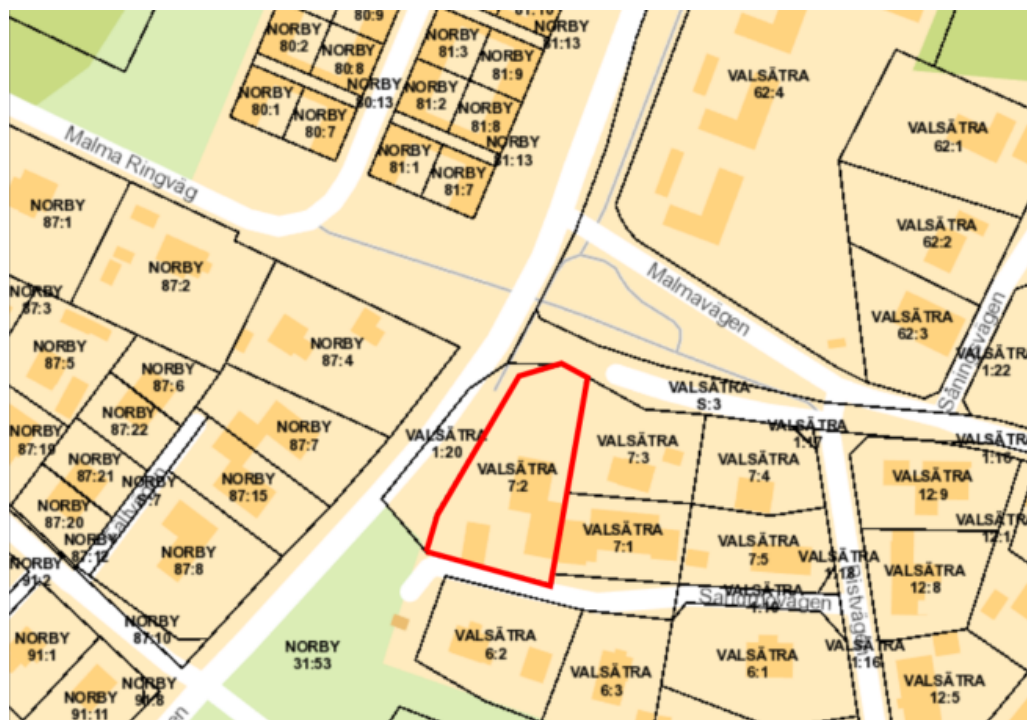 80:9
NORBY
80:2
NORBY
80:8
NORBY
80:13
NORBY
80:1
NORBY
80:7
NORBY
81:3
NORBY
81:13
NORBY
81:9
NORBY
81:2
NORBY
81:8
NORBY
81:13
NORBY
81:1
NORBY
81:7
VALSÄTRA
62:4
VALSÄTRA
62:1
VALSÄTRA
62:2
VALSÄTRA
62:3
VALSÄTRA
1:22
Såningsvägen
Malma Ringväg
Malmavägen
NORBY
87:1
NORBY
87:2
NORBY
87:3
NORBY
87:4
NORBY
87:5
NORBY
87:6
NORBY
87:22
NORBY
87:7
NORBY
87:19
NORBY
87:21
NORBY
87:15
NORBY
87:20
NORBY
87:12
NORBY
87:8
NORBY
91:2
NORBY
87:10
NORBY
91:1
NORBY
91:8
NORBY
91:11
NORBY
31:53
VALSÄTRA
1:20
VALSÄTRA
7:2
VALSÄTRA
7:3
VALSÄTRA
S:3
VALSÄTRA
1:17
VALSÄTRA
1:16
VALSÄTRA
7:4
VALSÄTRA
12:9
VALSÄTRA
7:1
VALSÄTRA
7:5
VALSÄTRA
12:1
VALSÄTRA
1:18
VALSÄTRA
12:8
VALSÄTRA
Ristvägen
VALSÄTRA
6:2
VALSÄTRA
6:3
VALSÄTRA
6:1
VALSÄTRA
1:16
VALSÄTRA
12:5